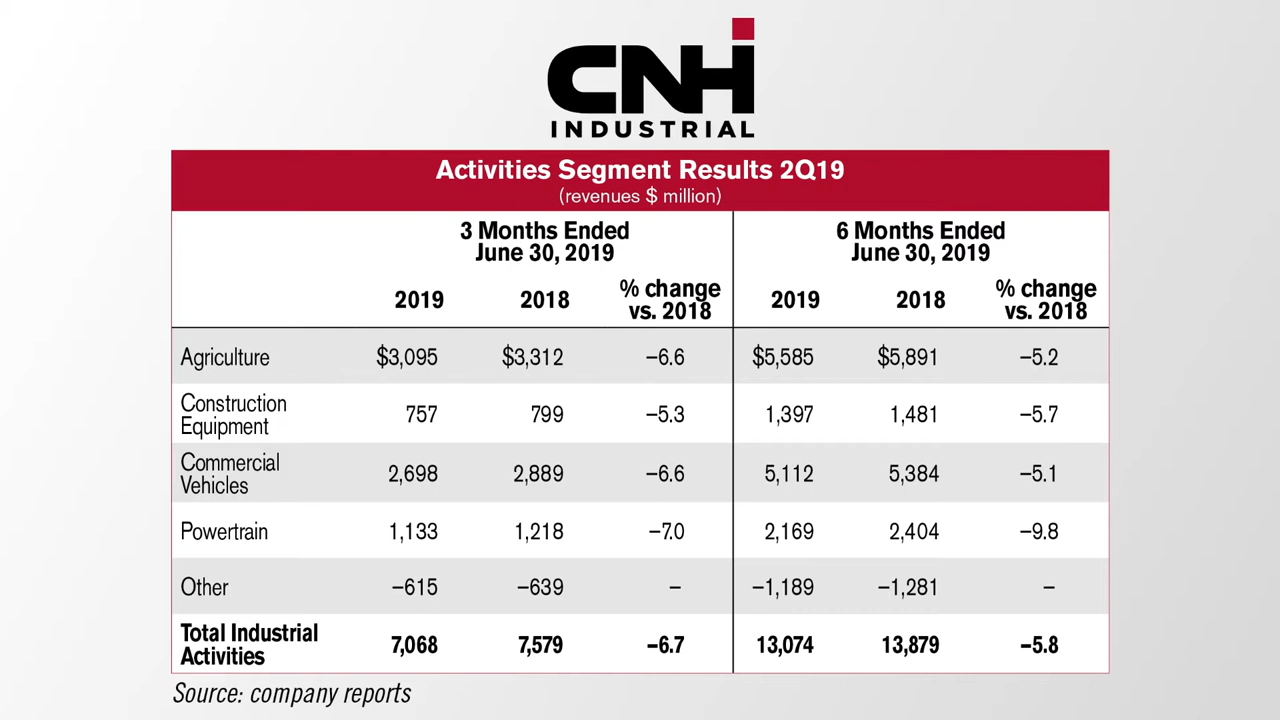 CNHi
INDUSTRIAL
Activities Segment Results 2Q19
(revenues $ million)
3 Months Ended
June 30, 2019
6 Months Ended
June 30, 2019
2019 2018 % change vs. 2018 2019 2018 % change vs. 2018
Agriculture $3,095 $3,312 –6.6 $5,585 $5,891 –5.2
Construction Equipment 757 799 –5.3 1,397 1,481 –5.7
Commercial Vehicles 2,698 2,889 –6.6 5,112 5,384 –5.1
Powertrain 1,133 1,218 –7.0 2,169 2,404 –9.8
Other –615 –639 – –1,189 –1,281 –
Total Industrial Activities 7,068 7,579 –6.7 13,074 13,879 –5.8
Source: company reports